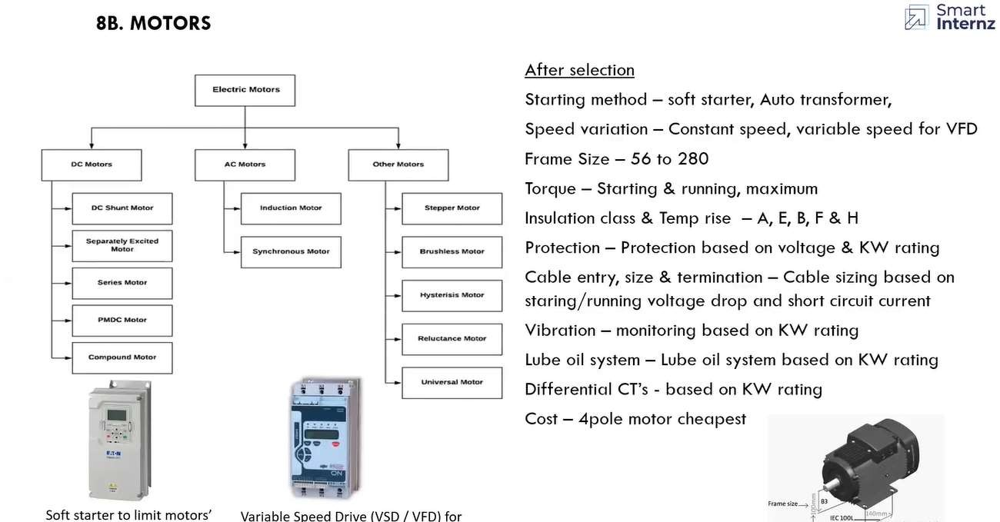 8B. MOTORS
Smart
Internz
Electric Motors
DC Motors
AC Motors
Other Motors
DC Shunt Motor
Separately Excited
Motor
Series Motor
PMDC Motor
Compound Motor
Induction Motor
Synchronous Motor
Stepper Motor
Brushless Motor
Hysterisis Motor
Reluctance Motor
Universal Motor
After selection
Starting method – soft starter, Auto transformer,
Speed variation – Constant speed, variable speed for VFD
Frame Size – 56 to 280
Torque – Starting & running, maximum
Insulation class & Temp rise – A, E, B, F & H
Protection – Protection based on voltage & KW rating
Cable entry, size & termination – Cable sizing based on
staring/running voltage drop and short circuit current
Vibration – monitoring based on KW rating
Lube oil system – Lube oil system based on KW rating
Differential CT's - based on KW rating
Cost – 4pole motor cheapest
EATON
ON
Soft starter to limit motors'
Variable Speed Drive (VSD / VFD) for
Frame size
100mm
B3
140mm
IEC 100L